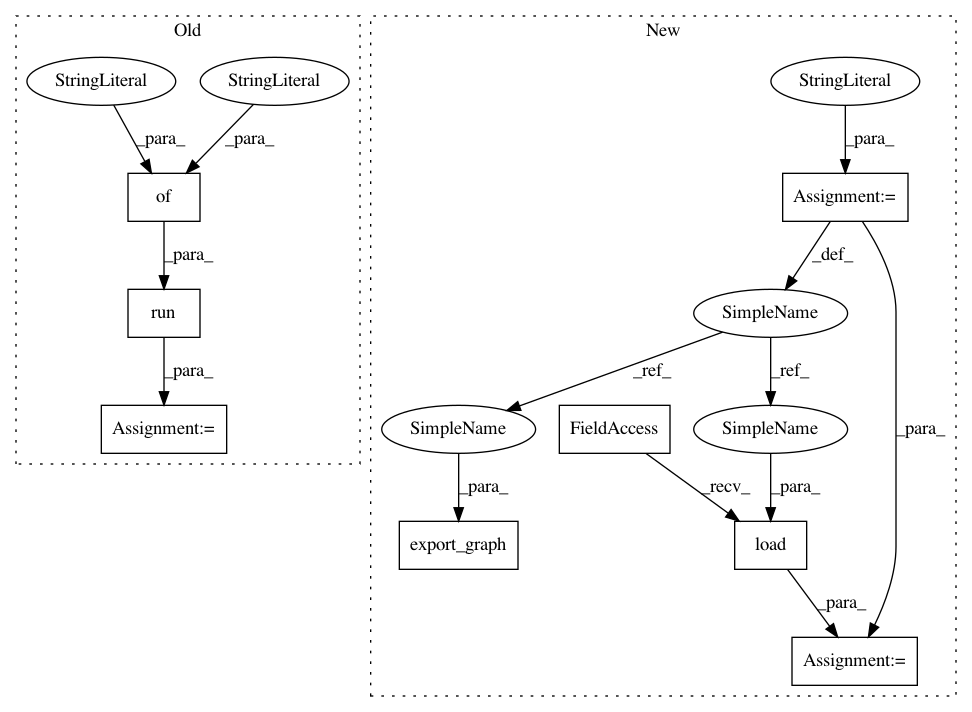 Old
New
StringLiteral
StringLiteral
StringLiteral
_para_
_para_
_para_
of
Assignment:=
_para_
_def_
run
SimpleName
_para_
_ref_
_ref_
Assignment:=
SimpleName
FieldAccess
SimpleName
_para_
_para_
_recv_
_para_
export_graph
load
_para_
Assignment:=